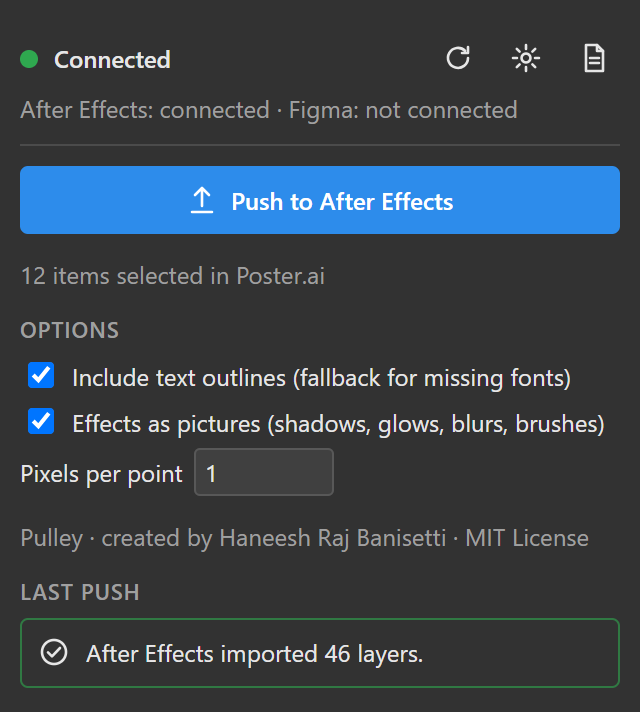 Connected
After Effects: connected · Figma: not connected
Push to After Effects
12 items selected in Poster.ai
OPTIONS
Include text outlines (fallback for missing fonts)
Effects as pictures (shadows, glows, blurs, brushes)
Pixels per point 1
Pulley · created by Haneesh Raj Banisetti · MIT License
LAST PUSH
After Effects imported 46 layers.